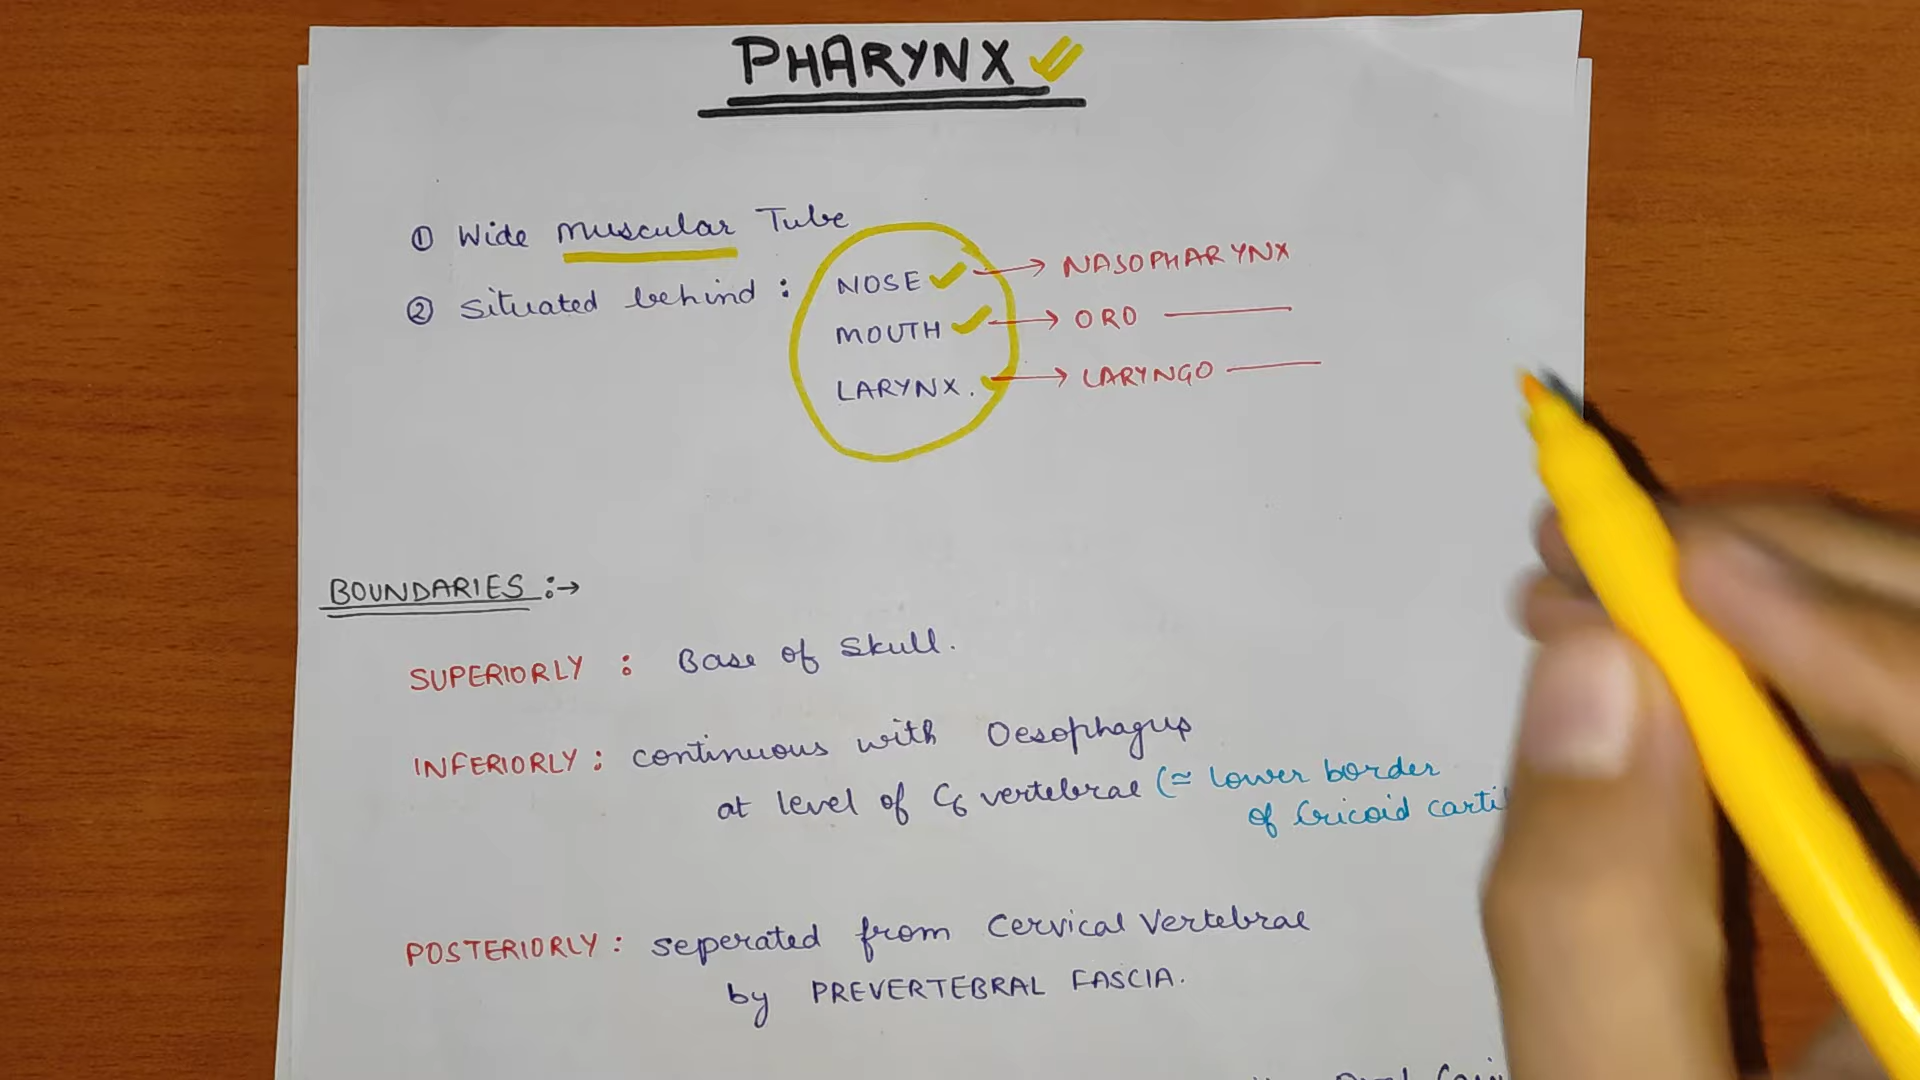 PHARYNX
① Wide Muscular Tube
② Situated behind : NOSE → NASOPHARYNX
MOUTH → ORO ——
LARYNX. → LARYNGO ——
BOUNDARIES :→
SUPERIORLY : Base of Skull.
INFERIORLY : continuous with Oesophagus
at level of C6 vertebrae (≈ lower border
of Cricoid carti
POSTERIORLY : seperated from Cervical Vertebrae
by PREVERTEBRAL FASCIA.